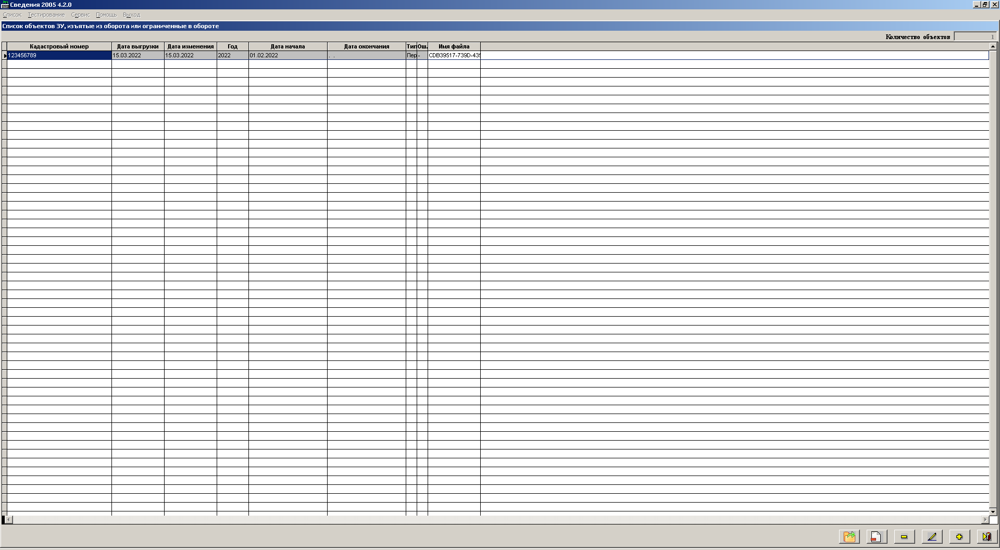 Сведения 2005 4.2.0
Список Тестирование Сервис Помощь Выход
Список объектов ЗУ, изъятые из оборота или ограниченные в обороте
Количество объектов 1
Кадастровый номер Дата выгрузки Дата изменения Год Дата начала Дата окончания Тип Ош. Имя файла
123456789 15.03.2022 15.03.2022 2022 01.02.2022 . . Пер - CDB39517-739D-435